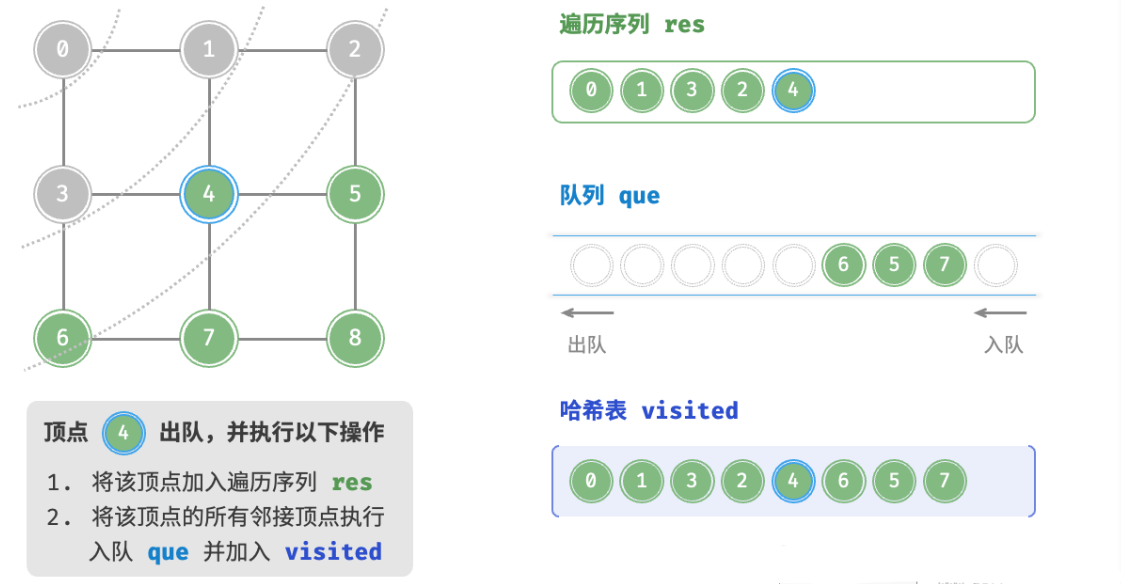 0 1 2
3 4 5
6 7 8
顶点 4 出队，并执行以下操作
1. 将该顶点加入遍历序列 res
2. 将该顶点的所有邻接顶点执行
入队 que 并加入 visited
遍历序列 res
0 1 3 2 4
队列 que
6 5 7
出队 入队
哈希表 visited
0 1 3 2 4 6 5 7